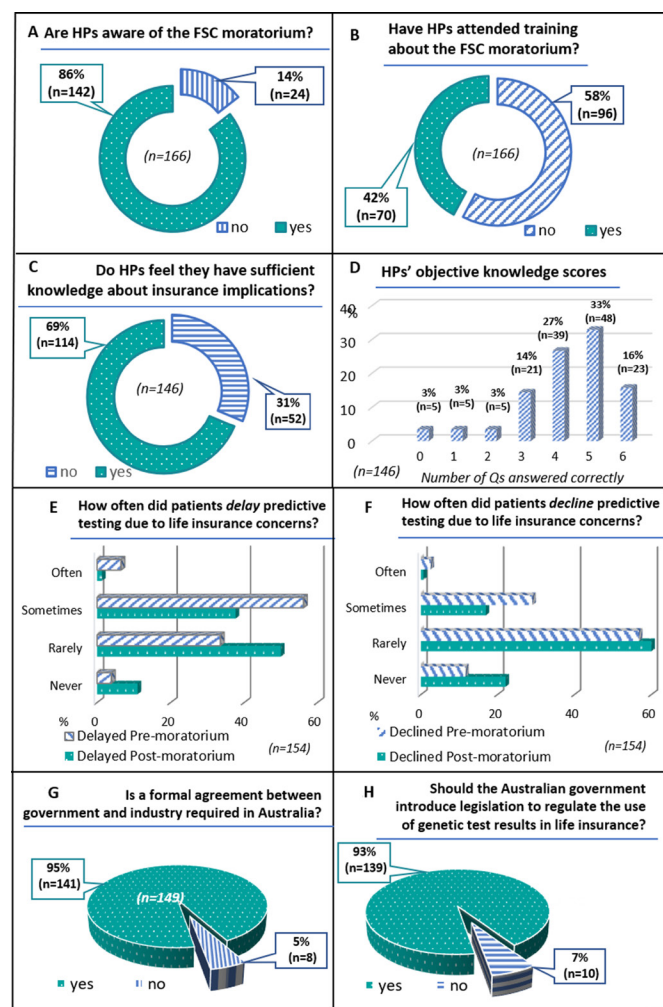 A Are HPs aware of the FSC moratorium?
86%
(n=142)
14%
(n=24)
(n=166)
no yes
B Have HPs attended training
about the FSC moratorium?
58%
(n=96)
(n=166)
42%
(n=70)
no yes
C Do HPs feel they have sufficient
knowledge about insurance implications?
69%
(n=114)
(n=146)
31%
(n=52)
no yes
D HPs' objective knowledge scores
40
%
30
20
10
0
3%
(n=5)
3%
(n=5)
3%
(n=5)
14%
(n=21)
27%
(n=39)
33%
(n=48)
16%
(n=23)
0 1 2 3 4 5 6
(n=146) Number of Qs answered correctly
E How often did patients delay predictive
testing due to life insurance concerns?
Often
Sometimes
Rarely
Never
% 0 20 40 60
Delayed Pre-moratorium
Delayed Post-moratorium (n=154)
F How often did patients decline predictive
testing due to life insurance concerns?
Often
Sometimes
Rarely
Never
% 0 20 40 60
Declined Pre-moratorium
Declined Post-moratorium (n=154)
G Is a formal agreement between
government and industry required in Australia?
95%
(n=141)
(n=149)
5%
(n=8)
yes no
H Should the Australian government
introduce legislation to regulate the use
of genetic test results in life insurance?
93%
(n=139)
7%
(n=10)
yes no